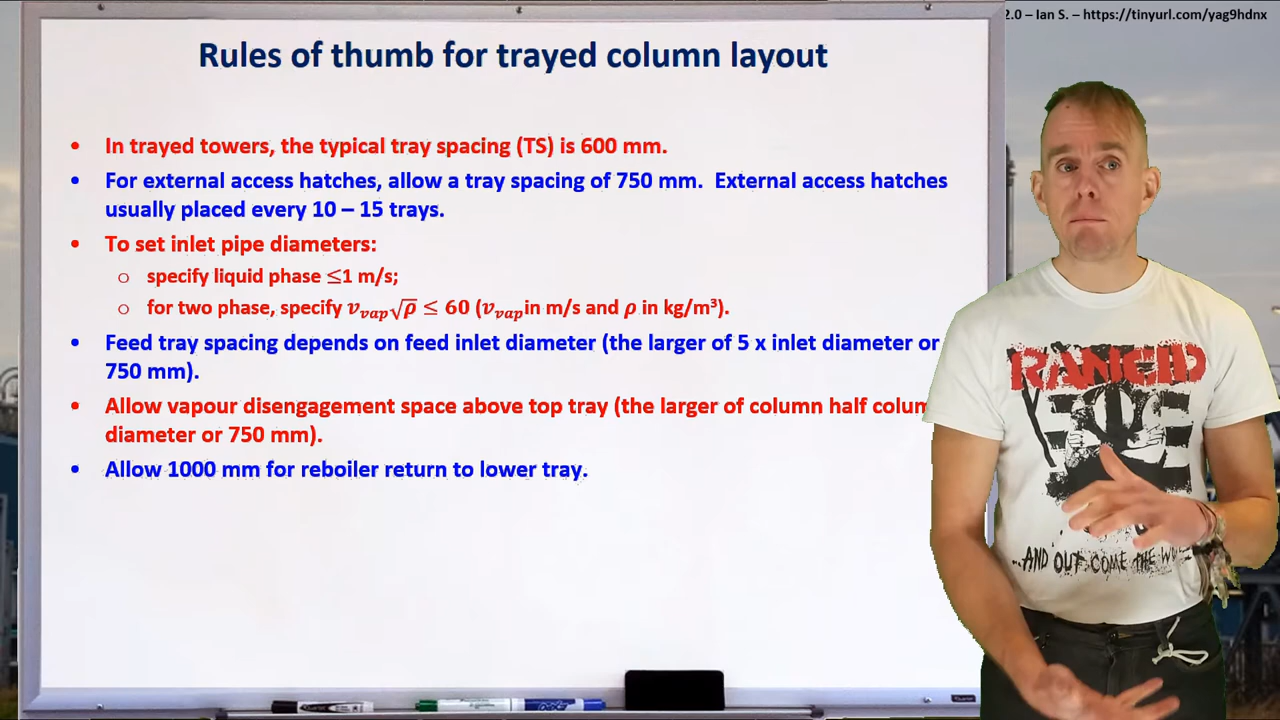 2.0 – Ian S. – https://tinyurl.com/yag9hdnx
Rules of thumb for trayed column layout
• In trayed towers, the typical tray spacing (TS) is 600 mm.
• For external access hatches, allow a tray spacing of 750 mm. External access hatches
usually placed every 10 – 15 trays.
• To set inlet pipe diameters:
o specify liquid phase ≤1 m/s;
o for two phase, specify v_vap√ρ ≤ 60 (v_vap in m/s and ρ in kg/m³).
• Feed tray spacing depends on feed inlet diameter (the larger of 5 x inlet diameter or
750 mm).
• Allow vapour disengagement space above top tray (the larger of column half
diameter or 750 mm).
• Allow 1000 mm for reboiler return to lower tray.
RANCID
...AND OUT COME THE